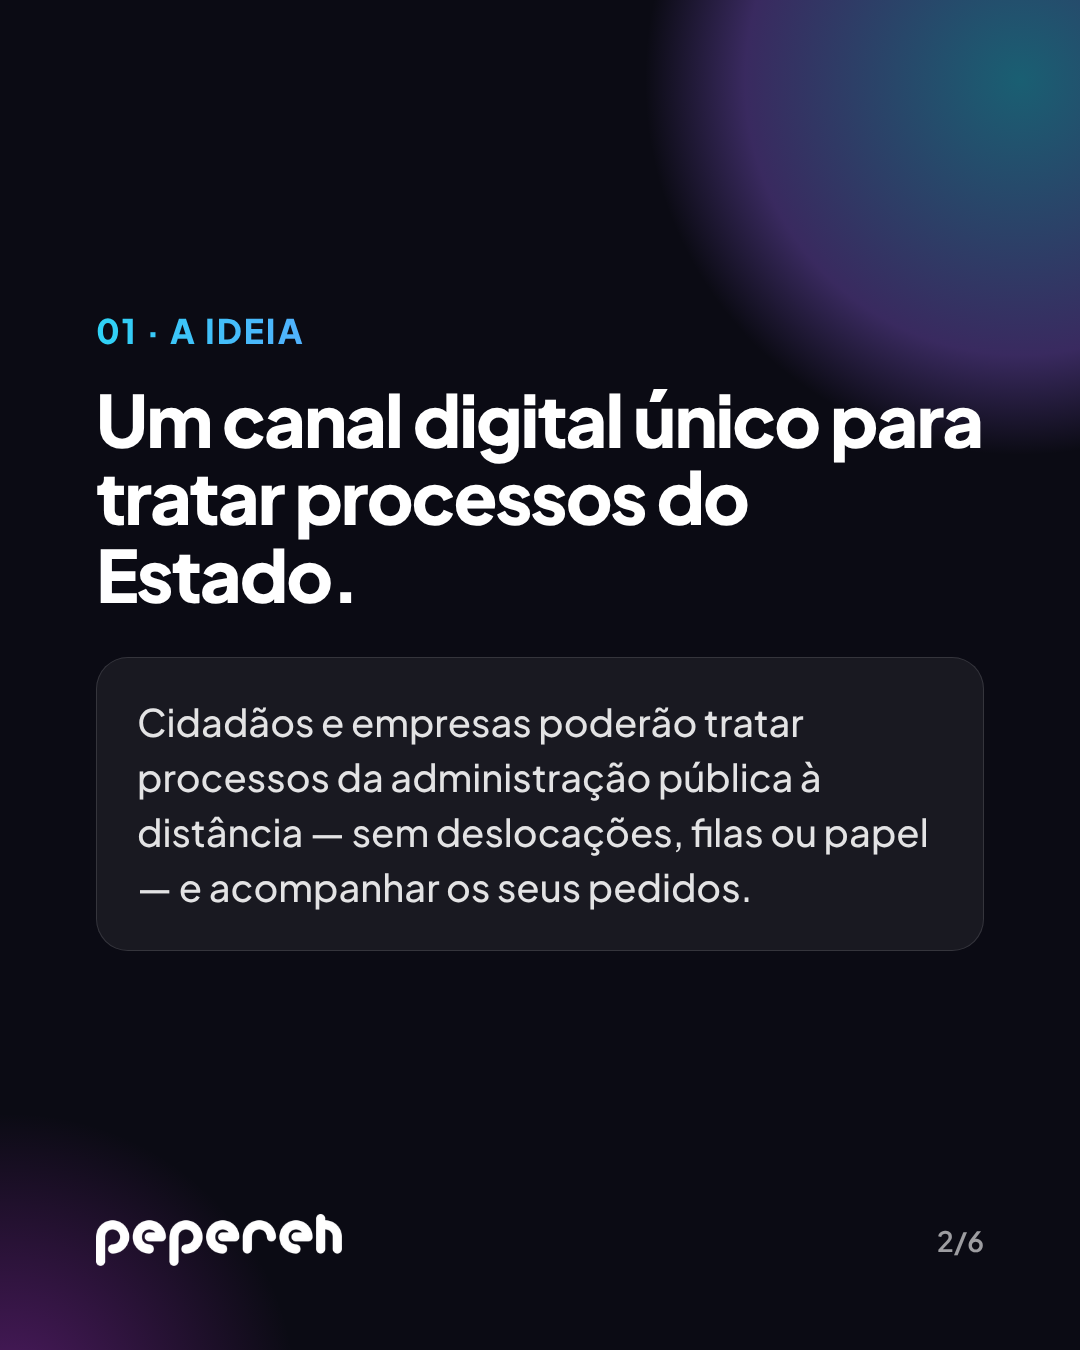 01 · A IDEIA
Um canal digital único para
tratar processos do
Estado.
Cidadãos e empresas poderão tratar
processos da administração pública à
distância — sem deslocações, filas ou papel
— e acompanhar os seus pedidos.
pepereh
2/6